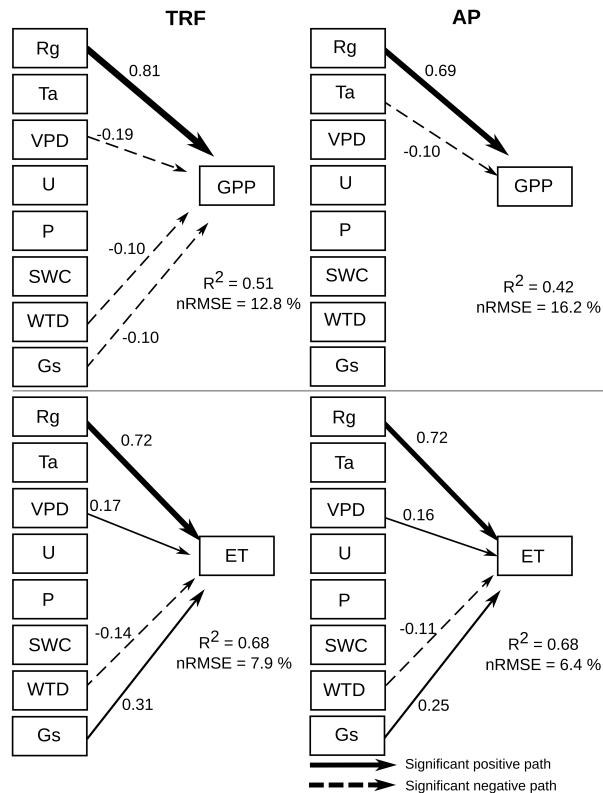 TRF
Rg
0.81
Ta
VPD
-0.19
U
GPP
P
-0.10
SWC
R2 = 0.51
nRMSE = 12.8 %
WTD
-0.10
Gs
AP
Rg
0.69
Ta
-0.10
VPD
U
GPP
P
SWC
R2 = 0.42
nRMSE = 16.2 %
WTD
Gs
Rg
0.72
Ta
VPD
0.17
U
ET
P
-0.14
SWC
R2 = 0.68
nRMSE = 7.9 %
WTD
0.31
Gs
Rg
0.72
Ta
VPD
0.16
U
ET
P
-0.11
SWC
R2 = 0.68
nRMSE = 6.4 %
WTD
0.25
Gs
Significant positive path
Significant negative path